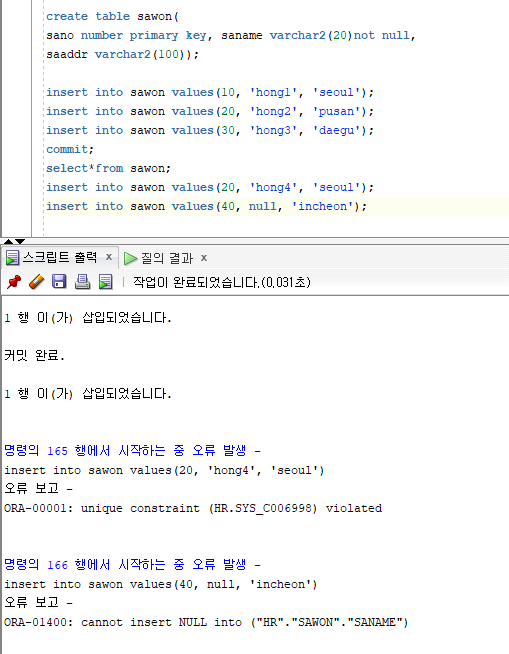 create table sawon(
sano number primary key, saname varchar2(20)not null,
saaddr varchar2(100));
insert into sawon values(10, 'hong1', 'seoul');
insert into sawon values(20, 'hong2', 'pusan');
insert into sawon values(30, 'hong3', 'daegu');
commit;
select*from sawon;
insert into sawon values(20, 'hong4', 'seoul');
insert into sawon values(40, null, 'incheon');
스크립트 출력 x 질의 결과 x
작업이 완료되었습니다.(0,031초)
1 행 이(가) 삽입되었습니다.
커밋 완료.
1 행 이(가) 삽입되었습니다.
명령의 165 행에서 시작하는 중 오류 발생 -
insert into sawon values(20, 'hong4', 'seoul')
오류 보고 -
ORA-00001: unique constraint (HR.SYS_C006998) violated
명령의 166 행에서 시작하는 중 오류 발생 -
insert into sawon values(40, null, 'incheon')
오류 보고 -
ORA-01400: cannot insert NULL into ("HR"."SAWON"."SANAME")